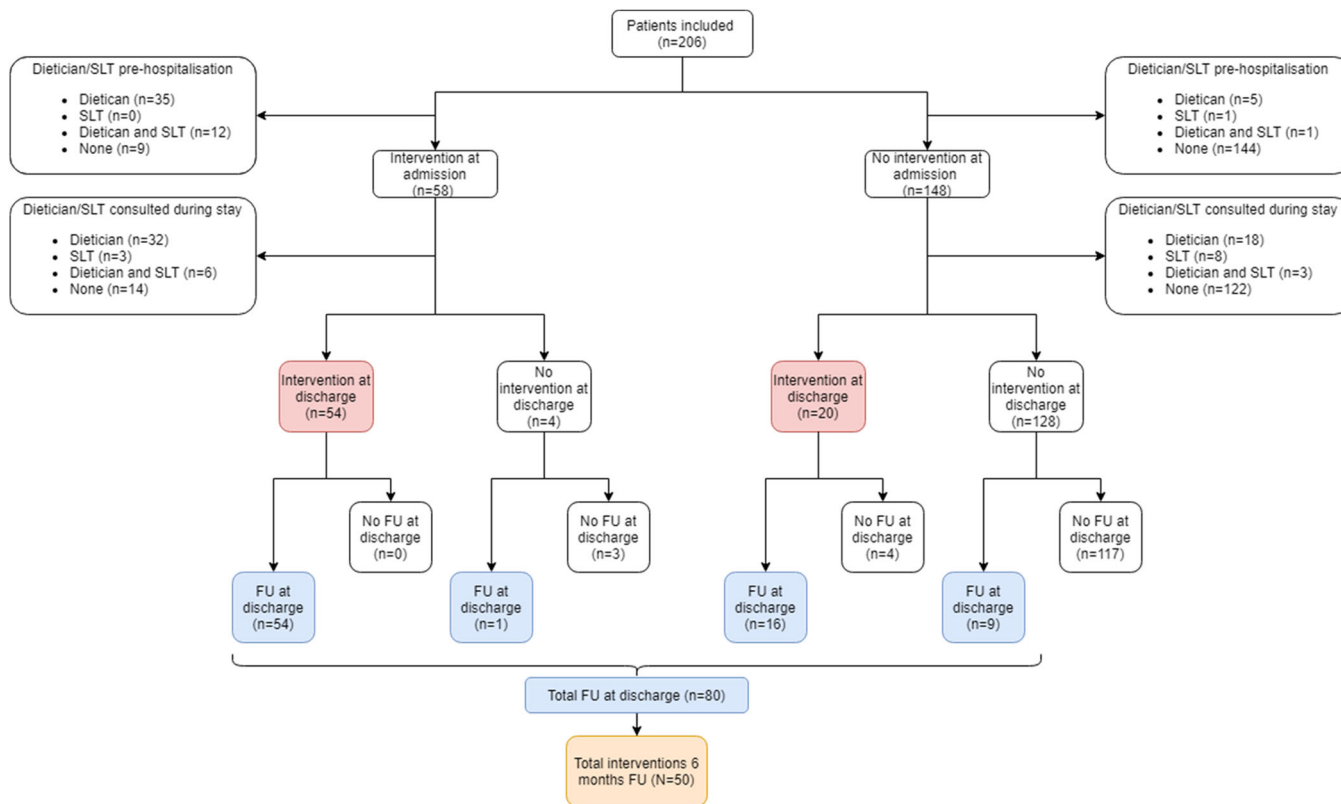 Patients included
(n=206)
Dietician/SLT pre-hospitalisation
• Dietican (n=35)
• SLT (n=0)
• Dietican and SLT (n=12)
• None (n=9)
Dietician/SLT pre-hospitalisation
• Dietican (n=5)
• SLT (n=1)
• Dietican and SLT (n=1)
• None (n=144)
Intervention at
admission
(n=58)
No intervention at
admission
(n=148)
Dietician/SLT consulted during stay
• Dietician (n=32)
• SLT (n=3)
• Dietician and SLT (n=6)
• None (n=14)
Dietician/SLT consulted during stay
• Dietician (n=18)
• SLT (n=8)
• Dietician and SLT (n=3)
• None (n=122)
Intervention at
discharge
(n=54)
No
intervention at
discharge
(n=4)
Intervention at
discharge
(n=20)
No
intervention at
discharge
(n=128)
No FU at
discharge
(n=0)
No FU at
discharge
(n=3)
No FU at
discharge
(n=4)
No FU at
discharge
(n=117)
FU at
discharge
(n=54)
FU at
discharge
(n=1)
FU at
discharge
(n=16)
FU at
discharge
(n=9)
Total FU at discharge (n=80)
Total interventions 6
months FU (N=50)